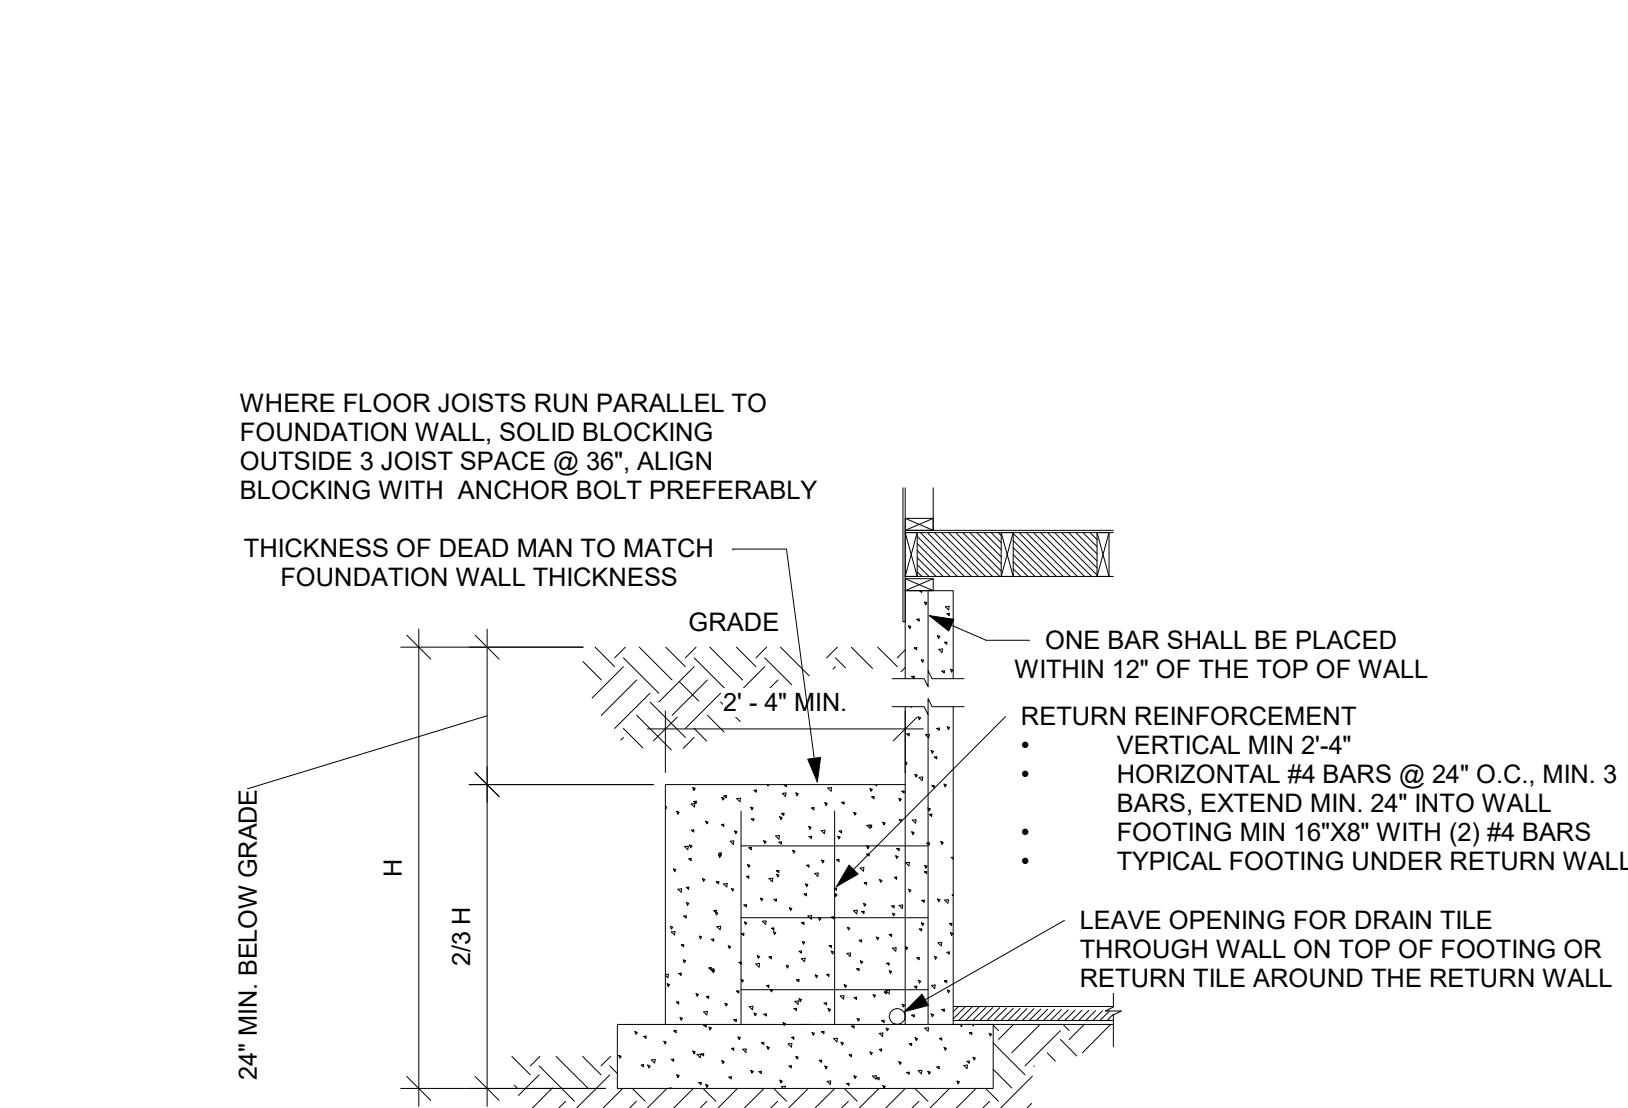 WHERE FLOOR JOISTS RUN PARALLEL TO
FOUNDATION WALL, SOLID BLOCKING
OUTSIDE 3 JOIST SPACE @ 36", ALIGN
BLOCKING WITH ANCHOR BOLT PREFERABLY
THICKNESS OF DEAD MAN TO MATCH
FOUNDATION WALL THICKNESS
GRADE
ONE BAR SHALL BE PLACED
WITHIN 12" OF THE TOP OF WALL
2' - 4" MIN.
RETURN REINFORCEMENT
• VERTICAL MIN 2'-4"
• HORIZONTAL #4 BARS @ 24" O.C., MIN. 3
BARS, EXTEND MIN. 24" INTO WALL
• FOOTING MIN 16"X8" WITH (2) #4 BARS
• TYPICAL FOOTING UNDER RETURN WALL
24" MIN. BELOW GRADE
H
2/3 H
LEAVE OPENING FOR DRAIN TILE
THROUGH WALL ON TOP OF FOOTING OR
RETURN TILE AROUND THE RETURN WALL